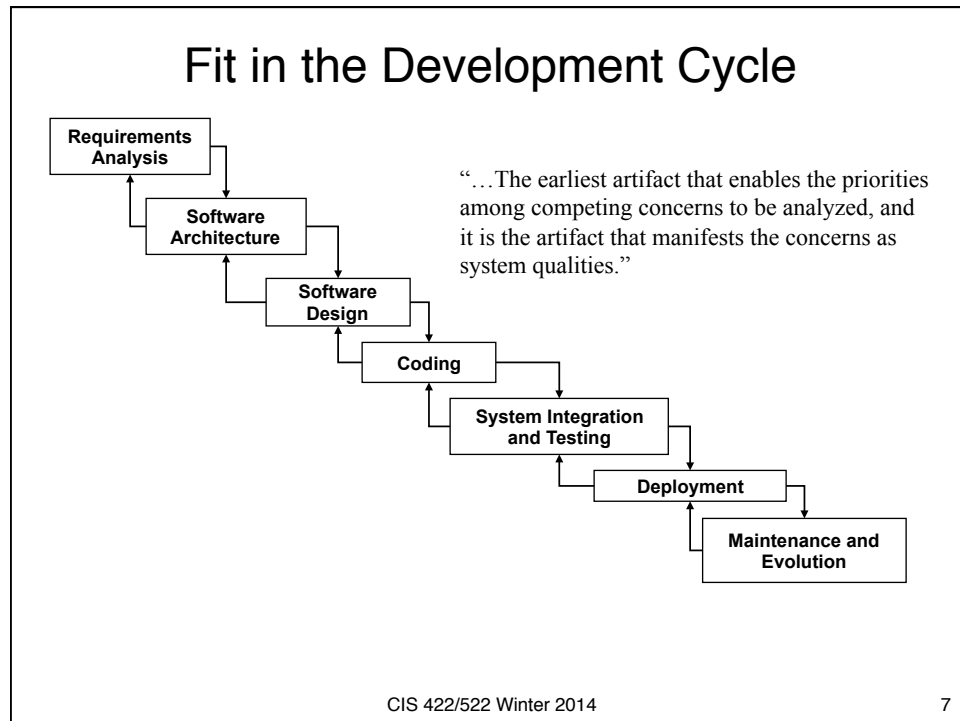 Fit in the Development Cycle
Requirements
Analysis
“…The earliest artifact that enables the priorities
among competing concerns to be analyzed, and
it is the artifact that manifests the concerns as
system qualities.”
Software
Architecture
Software
Design
Coding
System Integration
and Testing
Deployment
Maintenance and
Evolution
CIS 422/522 Winter 2014
7